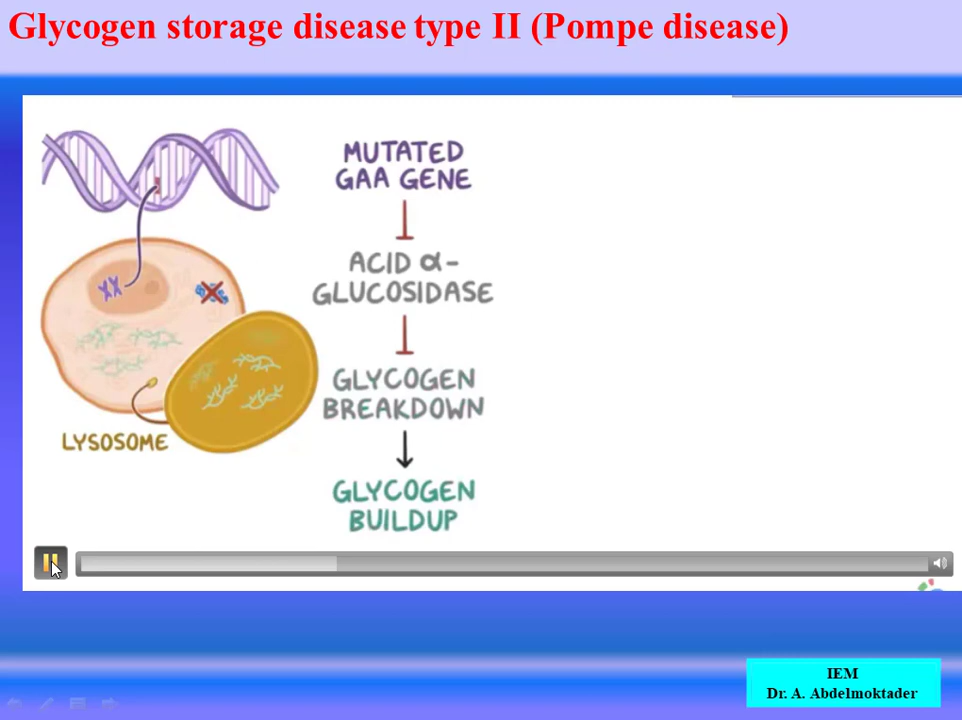 Glycogen storage disease type II (Pompe disease)
MUTATED
GAA GENE
ACID α-
GLUCOSIDASE
GLYCOGEN
BREAKDOWN
GLYCOGEN
BUILDUP
LYSOSOME
IEM
Dr. A. Abdelmoktader